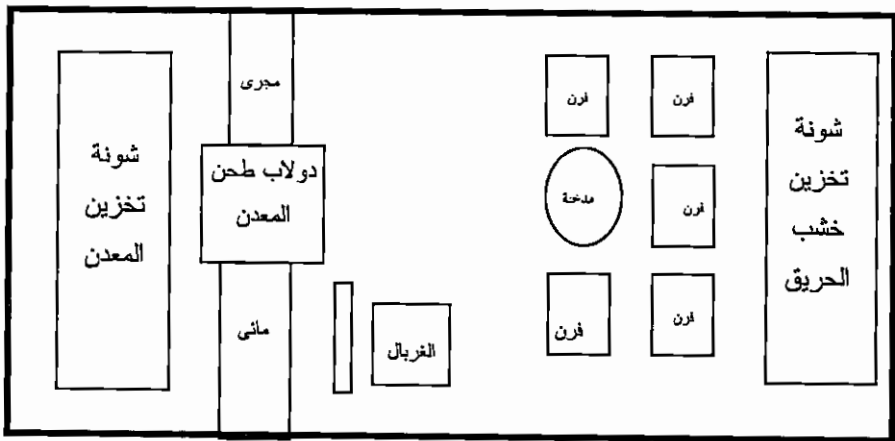 شونة
تخزين
خشب
الحريق
فرن
فرن
مدخنة
فرن
فرن
فرن
مجرى
دولاب طحن
المعدن
مائى
الغربال
شونة
تخزين
المعدن